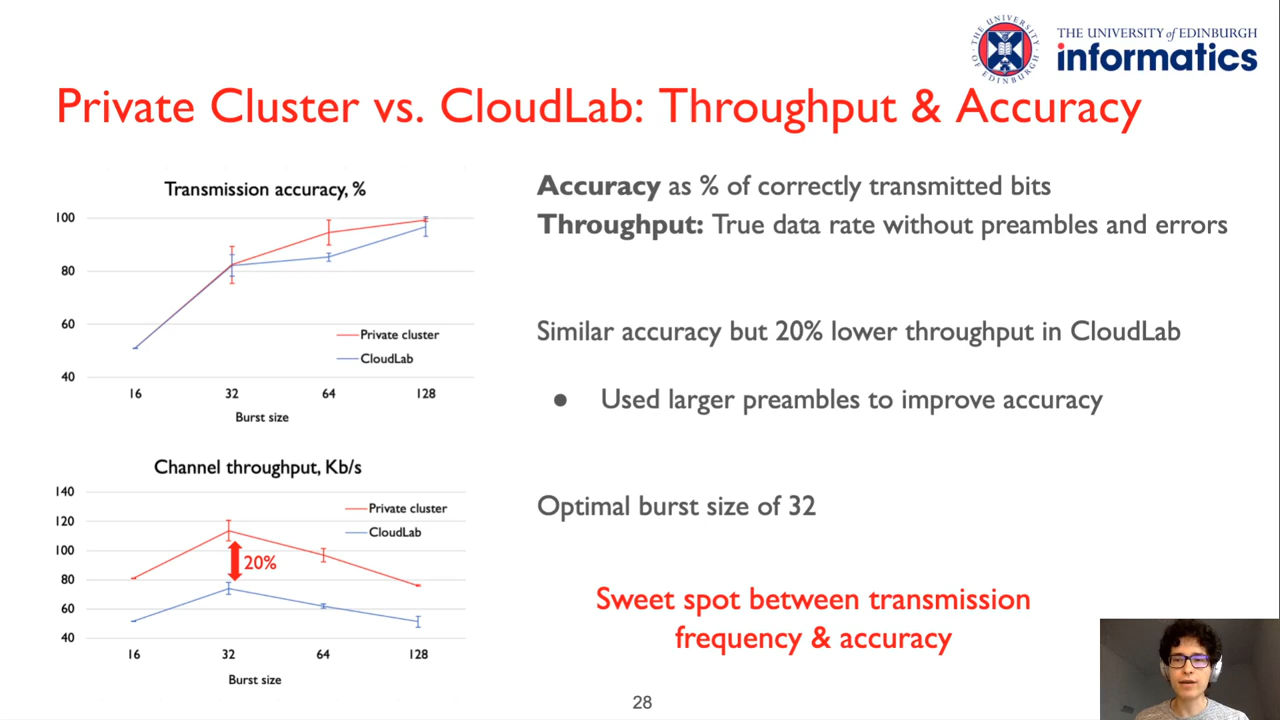 THE UNIVERSITY of EDINBURGH
informatics
THE UNIVERSITY
OF EDINBURGH
Private Cluster vs. CloudLab: Throughput & Accuracy
Transmission accuracy, %
100
80
60
40
Private cluster
CloudLab
16 32 64 128
Burst size
Channel throughput, Kb/s
140
120
100
80
60
40
Private cluster
CloudLab
20%
16 32 64 128
Burst size
Accuracy as % of correctly transmitted bits
Throughput: True data rate without preambles and errors
Similar accuracy but 20% lower throughput in CloudLab
● Used larger preambles to improve accuracy
Optimal burst size of 32
Sweet spot between transmission
frequency & accuracy
28